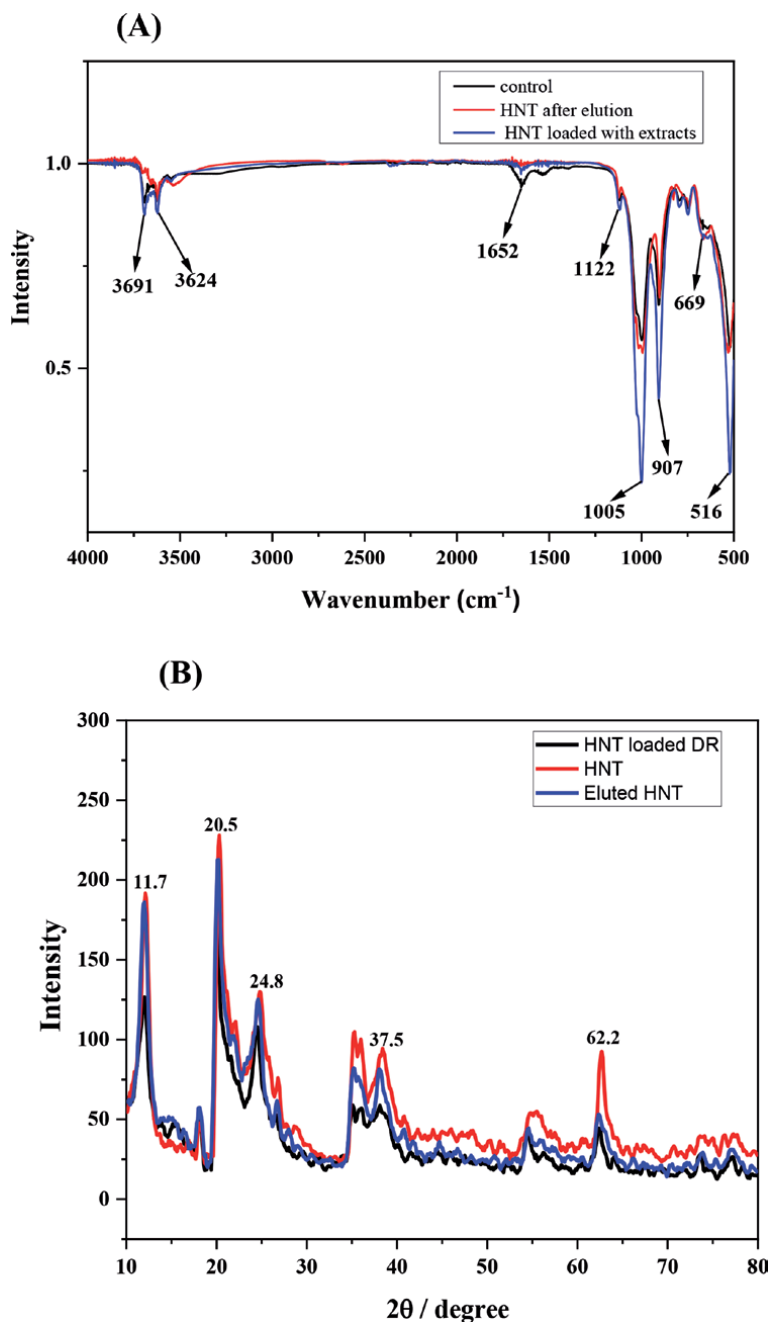 (A)
control
HNT after elution
HNT loaded with extracts
1.0
0.5
Intensity
3691
3624
1652
1122
669
907
1005
516
4000 3500 3000 2500 2000 1500 1000 500
Wavenumber (cm⁻¹)
(B)
300
250
200
150
100
50
0
Intensity
HNT loaded DR
HNT
Eluted HNT
11.7
20.5
24.8
37.5
62.2
10 20 30 40 50 60 70 80
2θ / degree